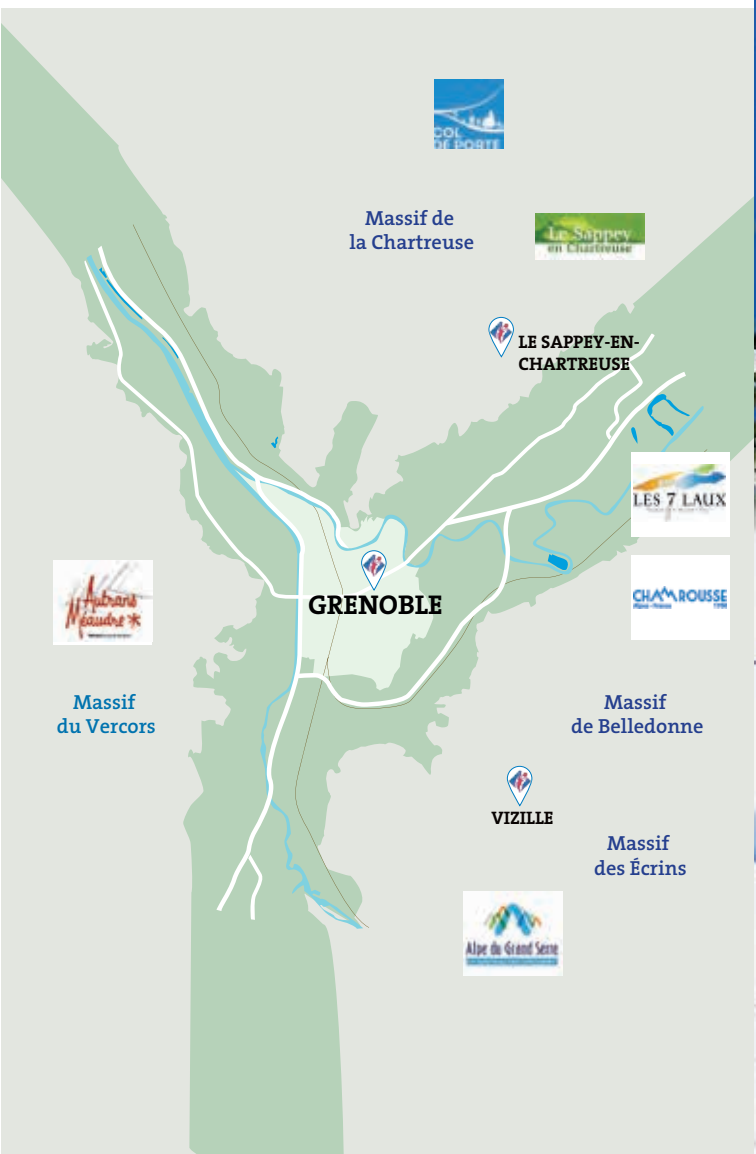 COL
DE PORTE
Massif de
la Chartreuse
Le Sappey
en Chartreuse
LE SAPPEY-EN-
CHARTREUSE
LES 7 LAUX
CHAMROUSSE
GRENOBLE
Autrans
Méaudre
Massif
du Vercors
Massif
de Belledonne
VIZILLE
Massif
des Écrins
Alpe du Grand Serre